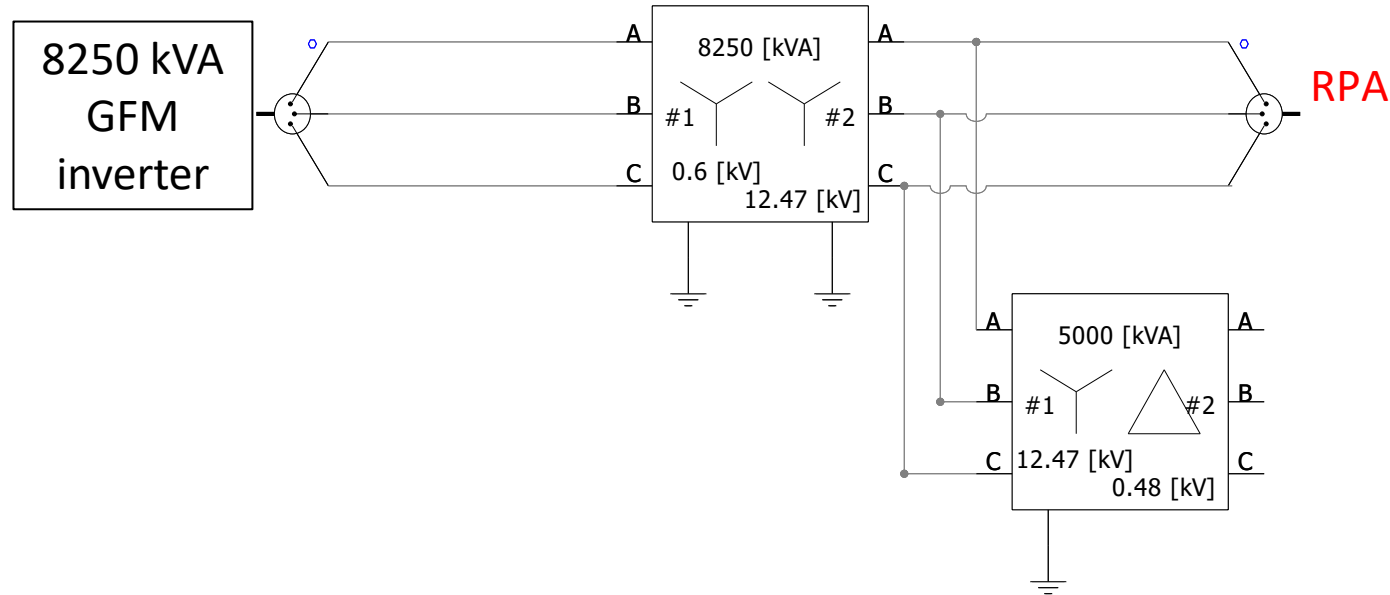 8250 kVA
GFM
inverter
A
B
C
8250 [kVA]
#1
#2
0.6 [kV]
12.47 [kV]
A
B
C
RPA
A
B
C
5000 [kVA]
#1
#2
12.47 [kV]
0.48 [kV]
A
B
C